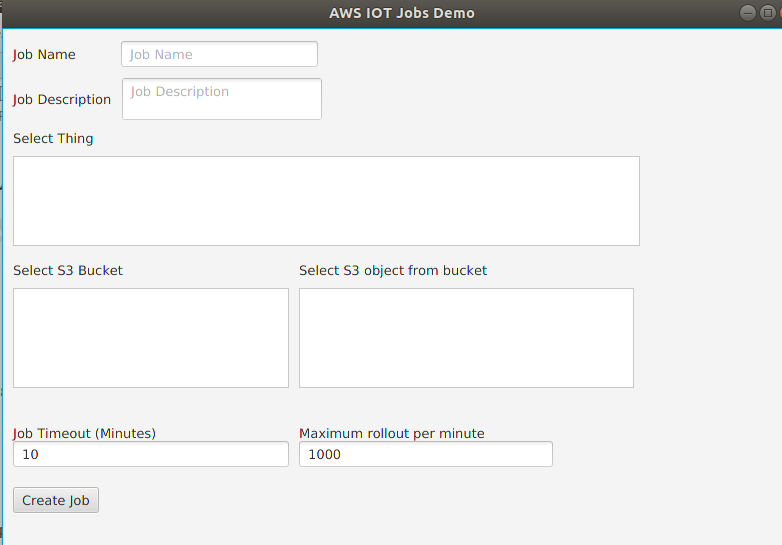 AWS IOT Jobs Demo
Job Name
Job Name
Job Description
Job Description
Select Thing
Select S3 Bucket
Select S3 object from bucket
Job Timeout (Minutes)
Maximum rollout per minute
10
1000
Create Job